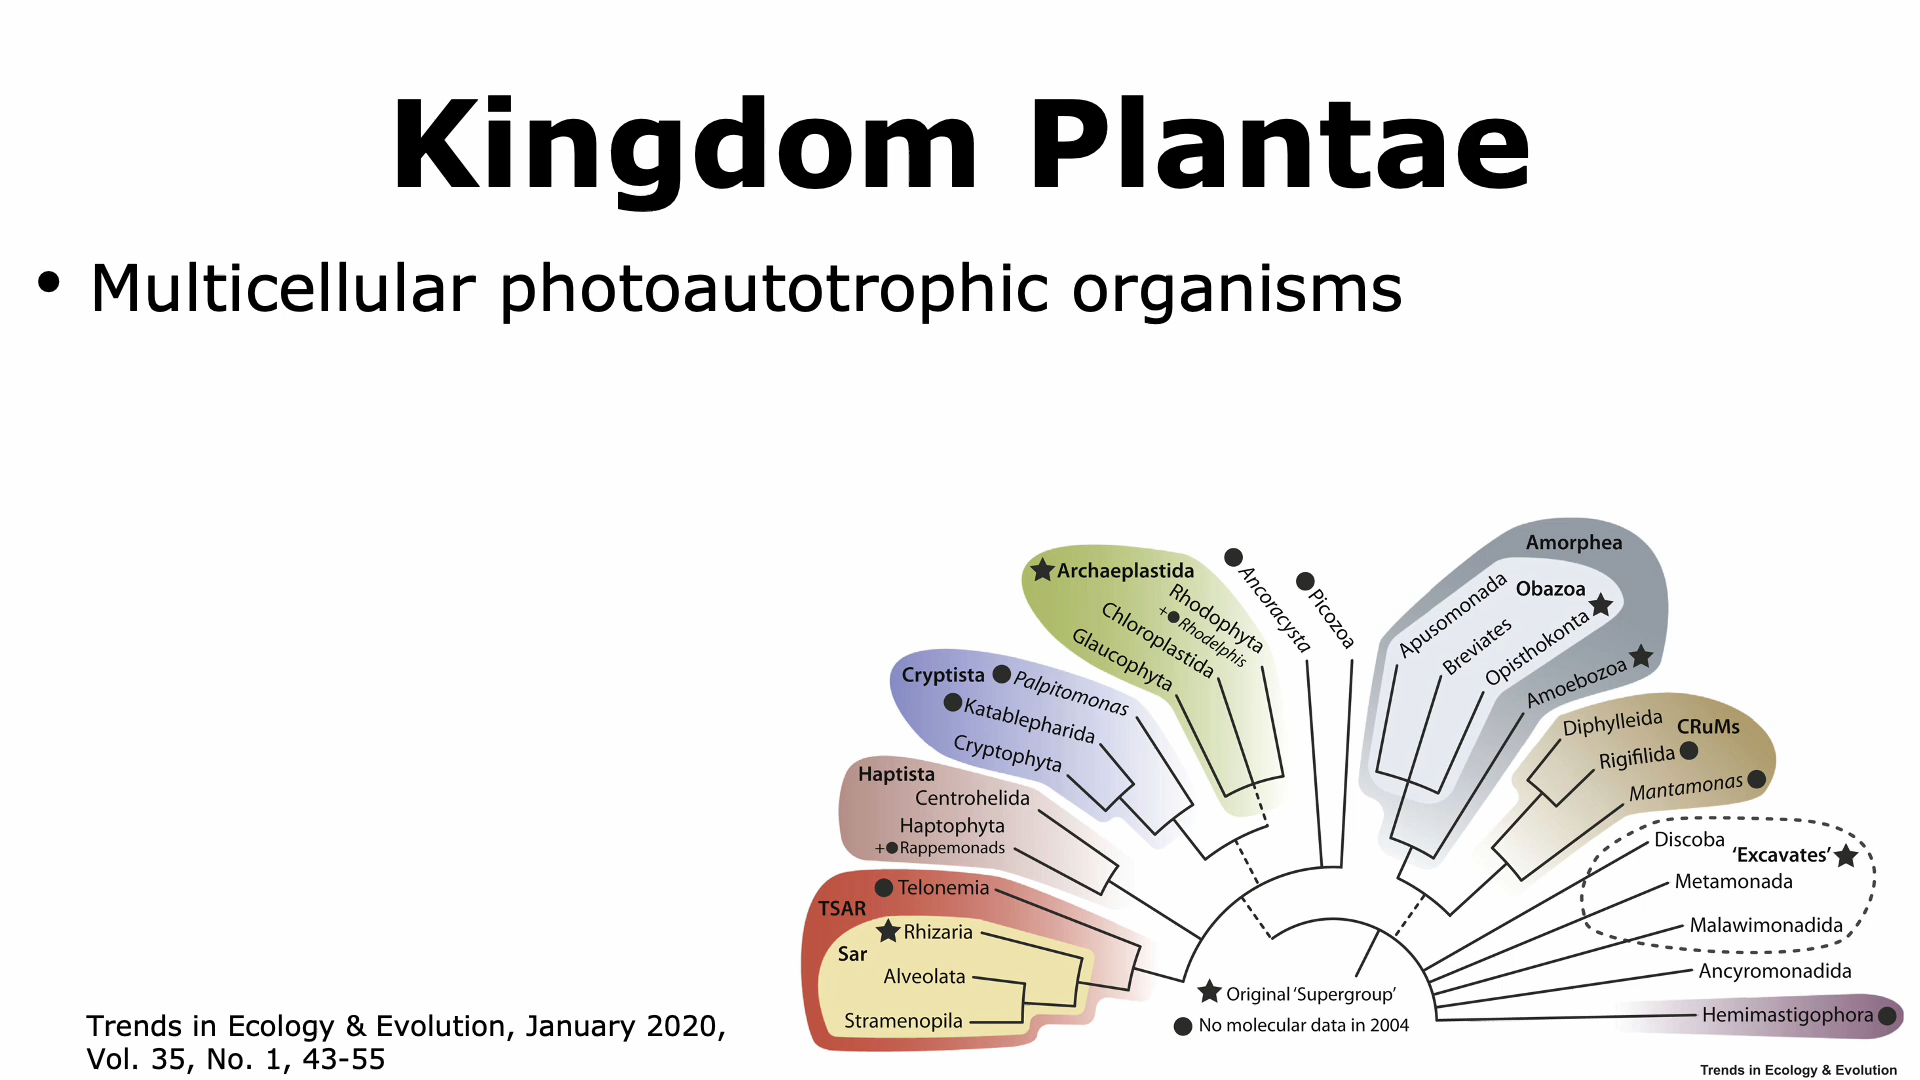 Kingdom Plantae
• Multicellular photoautotrophic organisms
Amorphea
Obazoa
Apusomonada
Breviates
Opisthokonta
Amoebozoa
Archaeplastida
Rhodophyta
+●Rhodelphis
Chloroplastida
Glaucophyta
Ancoracysta
Picozoa
Cryptista
Palpitomonas
Katablepharida
Cryptophyta
Diphylleida
CRuMs
Rigifilida
Mantamonas
Haptista
Centrohelida
Haptophyta
+●Rappemonads
Discoba
‘Excavates’
Metamonada
Malawimonadida
Ancyromonadida
Hemimastigophora
Telonemia
TSAR
Rhizaria
Sar
Alveolata
Stramenopila
★ Original ‘Supergroup’
● No molecular data in 2004
Trends in Ecology & Evolution, January 2020,
Vol. 35, No. 1, 43-55
Trends in Ecology & Evolution